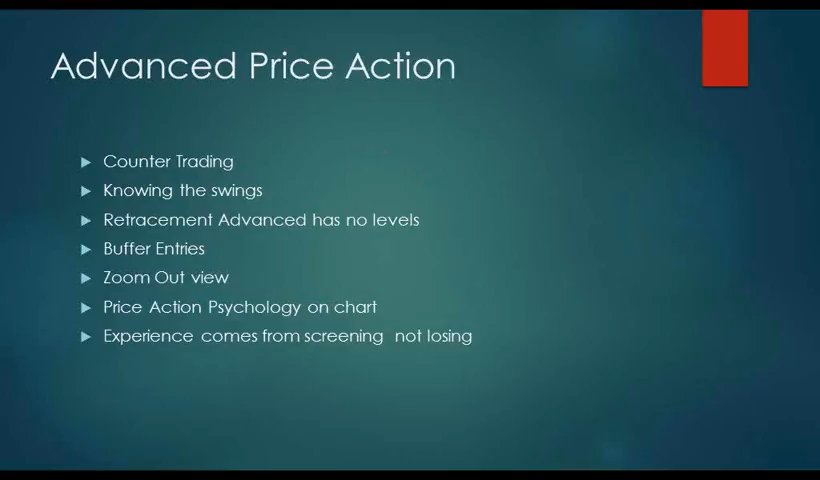 Advanced Price Action
Counter Trading
Knowing the swings
Retracement Advanced has no levels
Buffer Entries
Zoom Out view
Price Action Psychology on chart
Experience comes from screening not losing